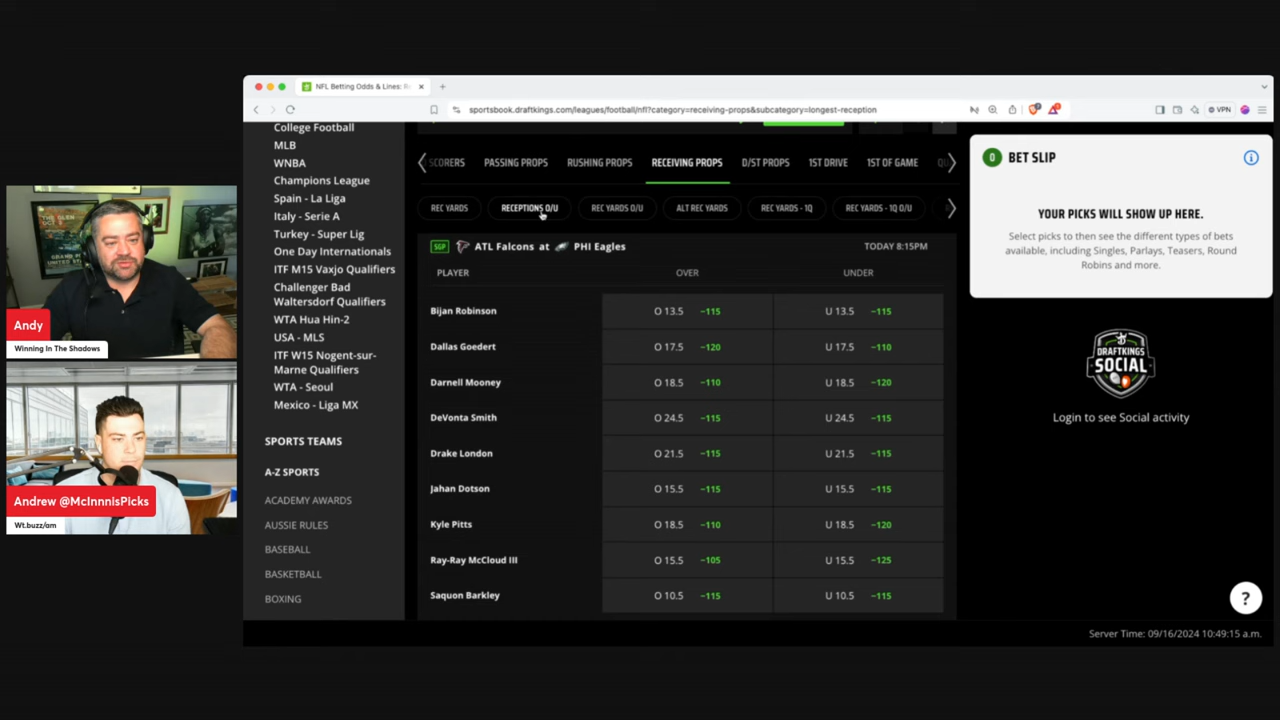 NFL Betting Odds & Lines: R
sportsbook.draftkings.com/leagues/football/nfl?category=receiving-props&subcategory=longest-reception
VPN
College Football
MLB
WNBA
Champions League
Spain - La Liga
Italy - Serie A
Turkey - Super Lig
One Day Internationals
ITF M15 Vaxjo Qualifiers
Challenger Bad
Waltersdorf Qualifiers
WTA Hua Hin-2
USA - MLS
ITF W15 Nogent-sur-
Marne Qualifiers
WTA - Seoul
Mexico - Liga MX
SPORTS TEAMS
A-Z SPORTS
ACADEMY AWARDS
AUSSIE RULES
BASEBALL
BASKETBALL
BOXING
SCORERS PASSING PROPS RUSHING PROPS RECEIVING PROPS D/ST PROPS 1ST DRIVE 1ST OF GAME
REC YARDS RECEPTIONS O/U REC YARDS O/U ALT REC YARDS REC YARDS - 1Q REC YARDS - 1Q O/U
SGP ATL Falcons at PHI Eagles TODAY 8:15PM
PLAYER OVER UNDER
Bijan Robinson O 13.5 −115 U 13.5 −115
Dallas Goedert O 17.5 −120 U 17.5 −110
Darnell Mooney O 18.5 −110 U 18.5 −120
DeVonta Smith O 24.5 −115 U 24.5 −115
Drake London O 21.5 −115 U 21.5 −115
Jahan Dotson O 15.5 −115 U 15.5 −115
Kyle Pitts O 18.5 −110 U 18.5 −120
Ray-Ray McCloud III O 15.5 −105 U 15.5 −125
Saquon Barkley O 10.5 −115 U 10.5 −115
0 BET SLIP
YOUR PICKS WILL SHOW UP HERE.
Select picks to then see the different types of bets
available, including Singles, Parlays, Teasers, Round
Robins and more.
DRAFTKINGS
SOCIAL
Login to see Social activity
?
Server Time: 09/16/2024 10:49:15 a.m.
Andy
Winning In The Shadows
Andrew @McInnnisPicks
Wt.buzz/am